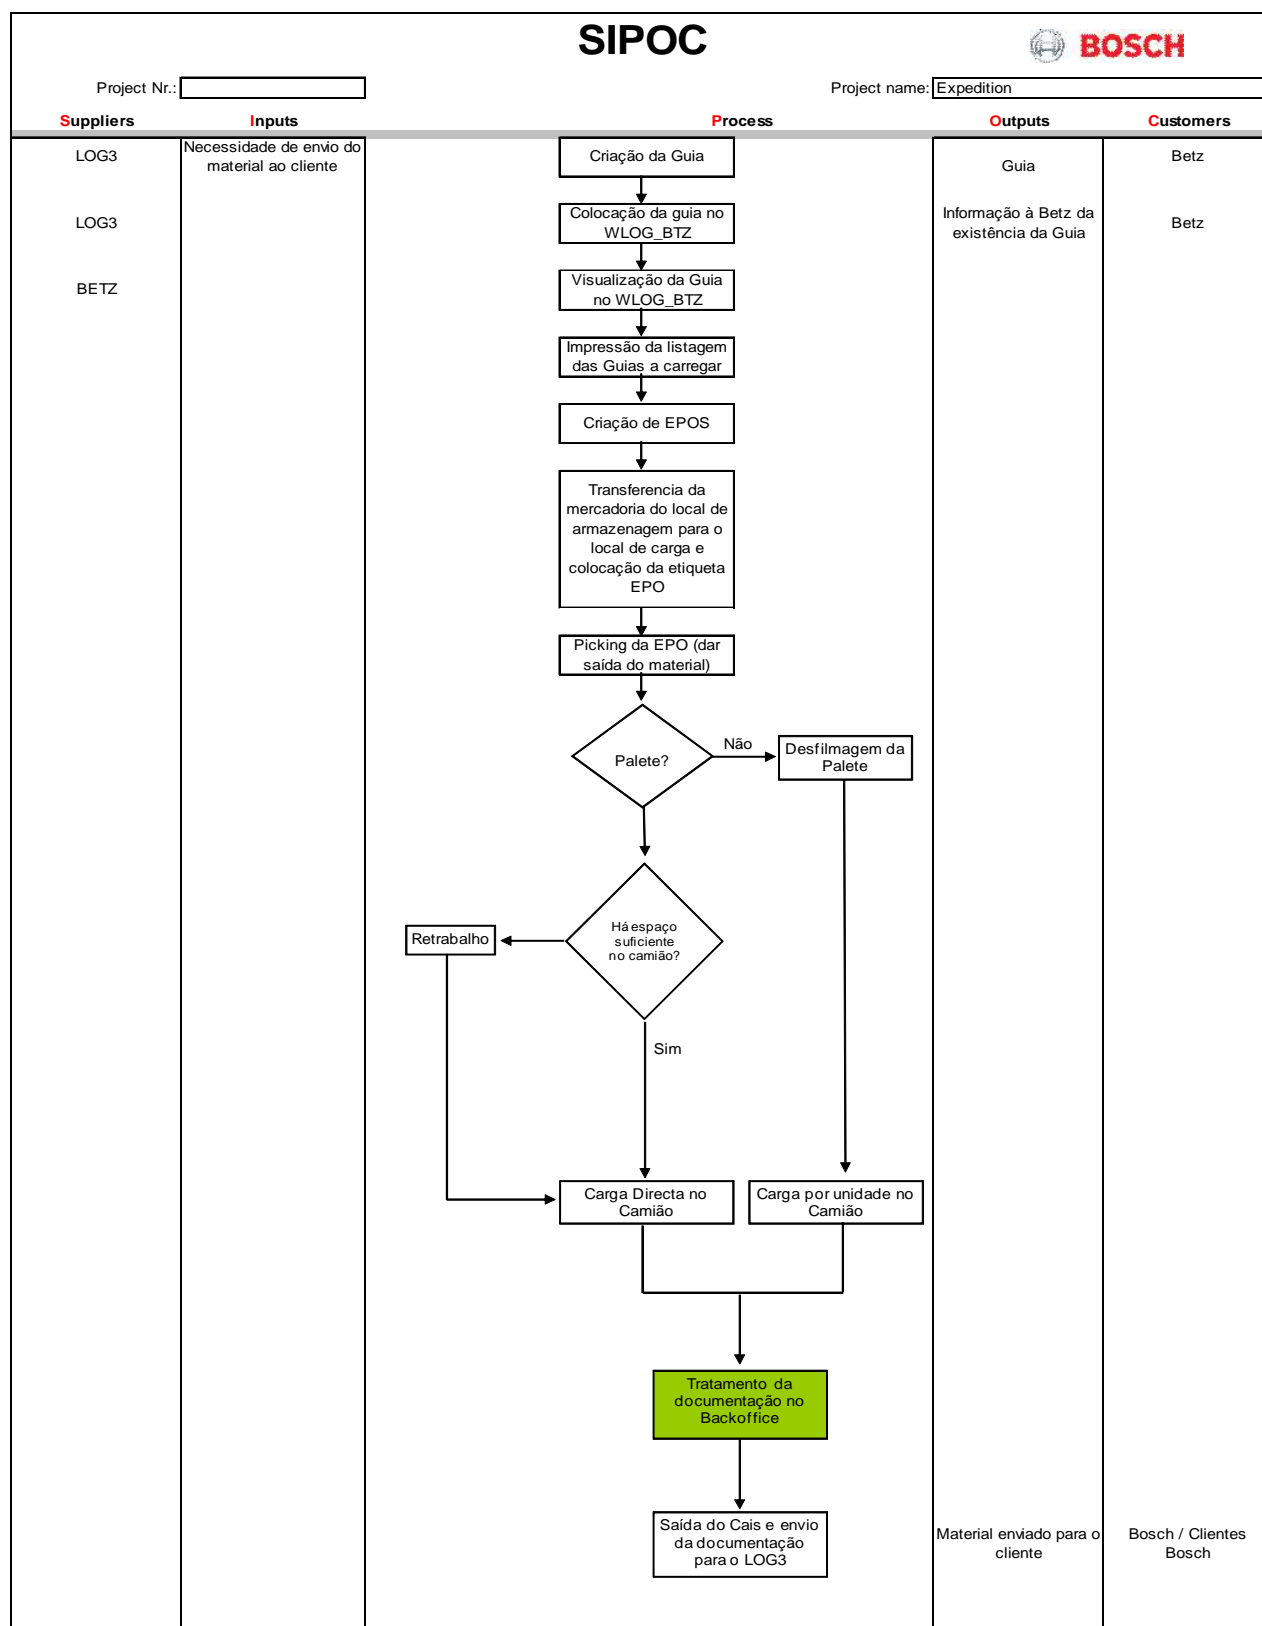 SIPOC
BOSCH
Project Nr.:
Project name: Expedition
Suppliers
Inputs
Process
Outputs
Customers
LOG3
Necessidade de envio do
material ao cliente
Criação da Guia
Guia
Betz
LOG3
Colocação da guia no
WLOG_BTZ
Informação à Betz da
existência da Guia
Betz
BETZ
Visualização da Guia
no WLOG_BTZ
Impressão da listagem
das Guias a carregar
Criação de EPOS
Transferencia da
mercadoria do local de
armazenagem para o
local de carga e
colocação da etiqueta
EPO
Picking da EPO (dar
saída do material)
Palete?
Não
Desfilmagem da
Palete
Há espaço
suficiente
no camião?
Retrabalho
Sim
Carga Directa no
Camião
Carga por unidade no
Camião
Tratamento da
documentação no
Backoffice
Saída do Cais e envio
da documentação
para o LOG3
Material enviado para o
cliente
Bosch / Clientes
Bosch